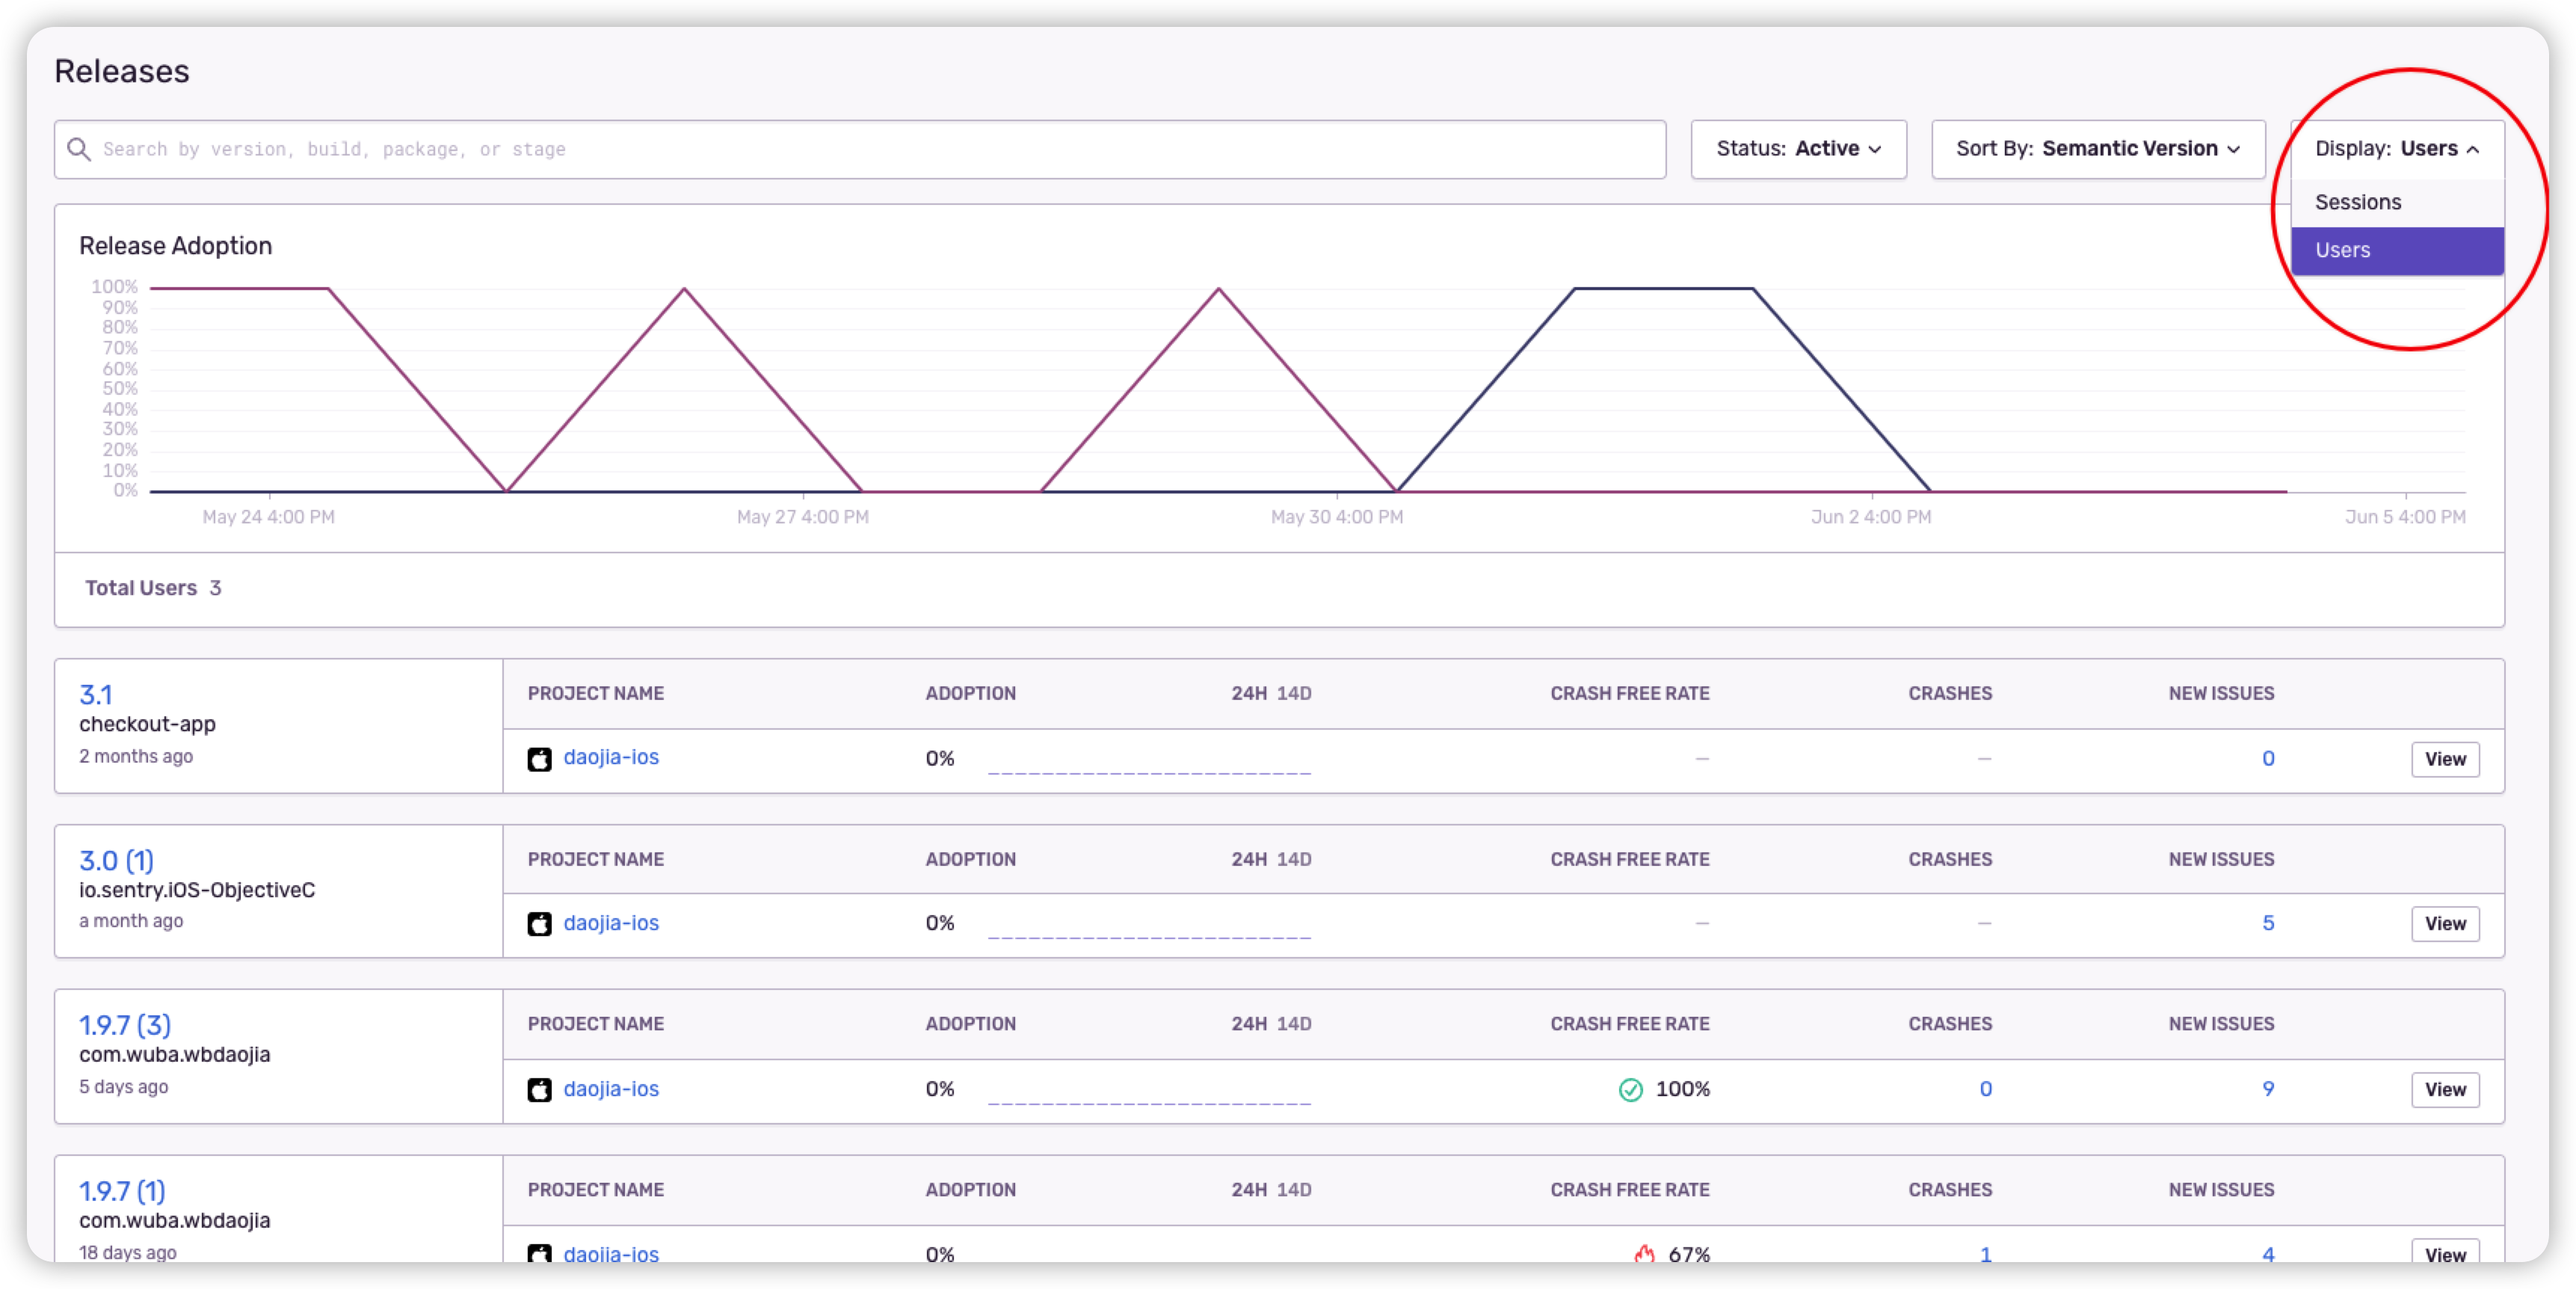 Releases
Search by version, build, package, or stage
Status: Active
Sort By: Semantic Version
Display: Users
Sessions
Users
Release Adoption
100%
90%
80%
70%
60%
50%
40%
30%
20%
10%
0%
May 24 4:00 PM May 27 4:00 PM May 30 4:00 PM Jun 2 4:00 PM Jun 5 4:00 PM
Total Users 3
3.1
checkout-app
2 months ago
PROJECT NAME ADOPTION 24H 14D CRASH FREE RATE CRASHES NEW ISSUES
daojia-ios 0% — — 0 View
3.0 (1)
io.sentry.iOS-ObjectiveC
a month ago
PROJECT NAME ADOPTION 24H 14D CRASH FREE RATE CRASHES NEW ISSUES
daojia-ios 0% — — 5 View
1.9.7 (3)
com.wuba.wbdaojia
5 days ago
PROJECT NAME ADOPTION 24H 14D CRASH FREE RATE CRASHES NEW ISSUES
daojia-ios 0% 100% 0 9 View
1.9.7 (1)
com.wuba.wbdaojia
18 days ago
PROJECT NAME ADOPTION 24H 14D CRASH FREE RATE CRASHES NEW ISSUES
daojia-ios 0% 67% 1 4 View